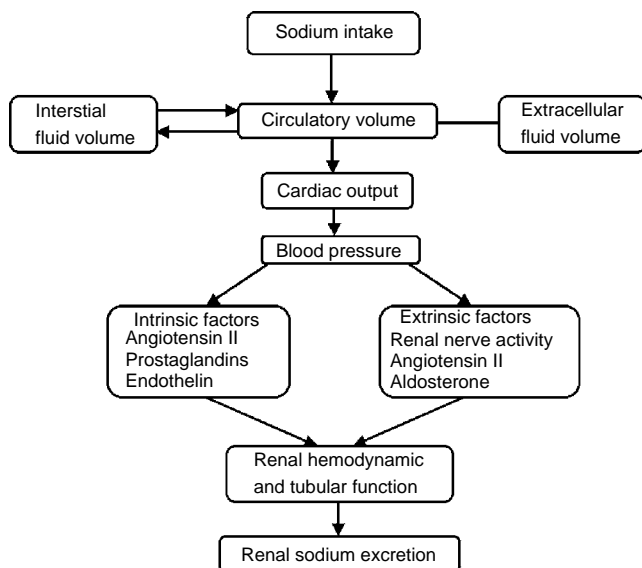 Sodium intake
Interstial
fluid volume
Circulatory volume
Extracellular
fluid volume
Cardiac output
Blood pressure
Intrinsic factors
Angiotensin II
Prostaglandins
Endothelin
Extrinsic factors
Renal nerve activity
Angiotensin II
Aldosterone
Renal hemodynamic
and tubular function
Renal sodium excretion